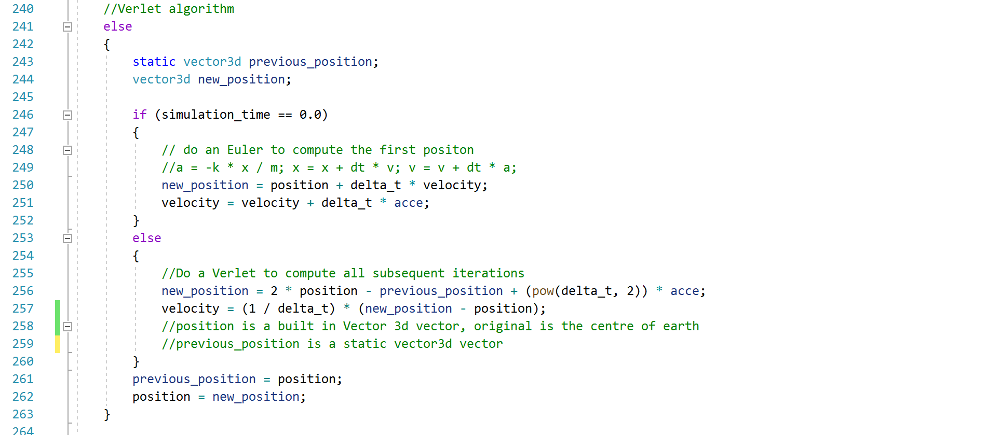 240 //Verlet algorithm
241 else
242 {
243 static vector3d previous_position;
244 vector3d new_position;
245
246 if (simulation_time == 0.0)
247 {
248 // do an Euler to compute the first positon
249 //a = -k * x / m; x = x + dt * v; v = v + dt * a;
250 new_position = position + delta_t * velocity;
251 velocity = velocity + delta_t * acce;
252 }
253 else
254 {
255 //Do a Verlet to compute all subsequent iterations
256 new_position = 2 * position - previous_position + (pow(delta_t, 2)) * acce;
257 velocity = (1 / delta_t) * (new_position - position);
258 //position is a built in Vector 3d vector, original is the centre of earth
259 //previous_position is a static vector3d vector
260 }
261 previous_position = position;
262 position = new_position;
263 }
264